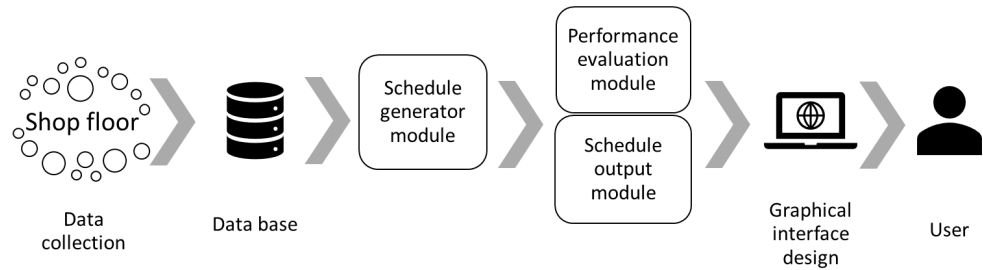 Shop floor
Data
collection
Data base
Schedule
generator
module
Performance
evaluation
module
Schedule
output
module
Graphical
interface
design
User